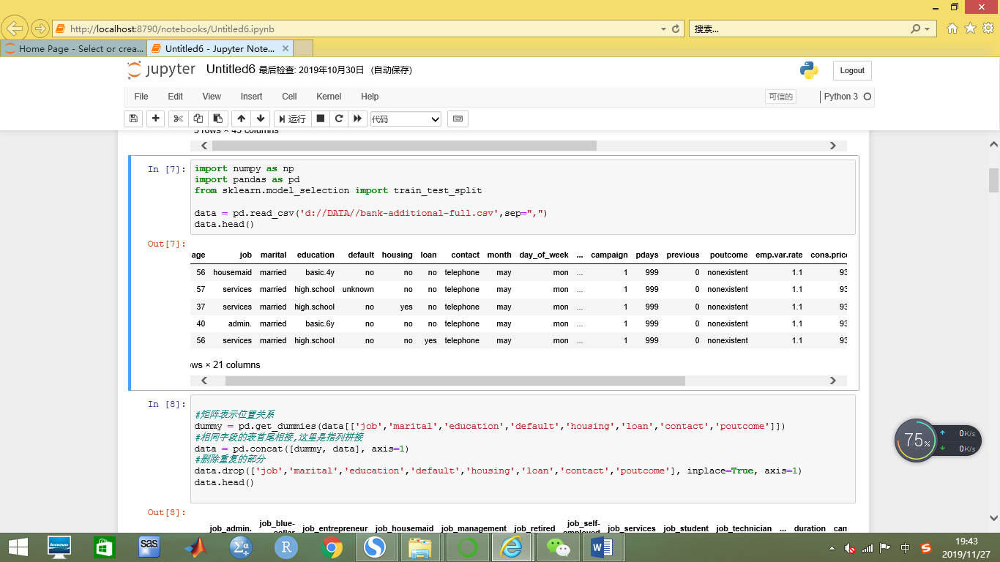 http://localhost:8790/notebooks/Untitled6.ipynb
搜索...
Home Page - Select or crea...
Untitled6 - Jupyter Note...
jupyter Untitled6 最后检查: 2019年10月30日 (自动保存)
Logout
File Edit View Insert Cell Kernel Help
可信的
Python 3
运行
代码
5 rows × 49 columns
In [7]:
import numpy as np
import pandas as pd
from sklearn.model_selection import train_test_split
data = pd.read_csv('d://DATA//bank-additional-full.csv',sep=",")
data.head()
Out[7]:
age job marital education default housing loan contact month day_of_week ... campaign pdays previous poutcome emp.var.rate cons.price
56 housemaid married basic.4y no no no telephone may mon ... 1 999 0 nonexistent 1.1 93
57 services married high.school unknown no no telephone may mon ... 1 999 0 nonexistent 1.1 93
37 services married high.school no yes no telephone may mon ... 1 999 0 nonexistent 1.1 93
40 admin. married basic.6y no no no telephone may mon ... 1 999 0 nonexistent 1.1 93
56 services married high.school no no yes telephone may mon ... 1 999 0 nonexistent 1.1 93
ows × 21 columns
In [8]:
#矩阵表示位置关系
dummy = pd.get_dummies(data[['job','marital','education','default','housing','loan','contact','poutcome']])
#相同字段的表首尾相接,这里是指列拼接
data = pd.concat([dummy, data], axis=1)
#删除重复的部分
data.drop(['job','marital','education','default','housing','loan','contact','poutcome'], inplace=True, axis=1)
data.head()
75%
0K/s
0K/s
Out[8]:
job_admin. job_blue-collar job_entrepreneur job_housemaid job_management job_retired job_self-employed job_services job_student job_technician ... duration cam
lenovo
sas
R
中
19:43
2019/11/27